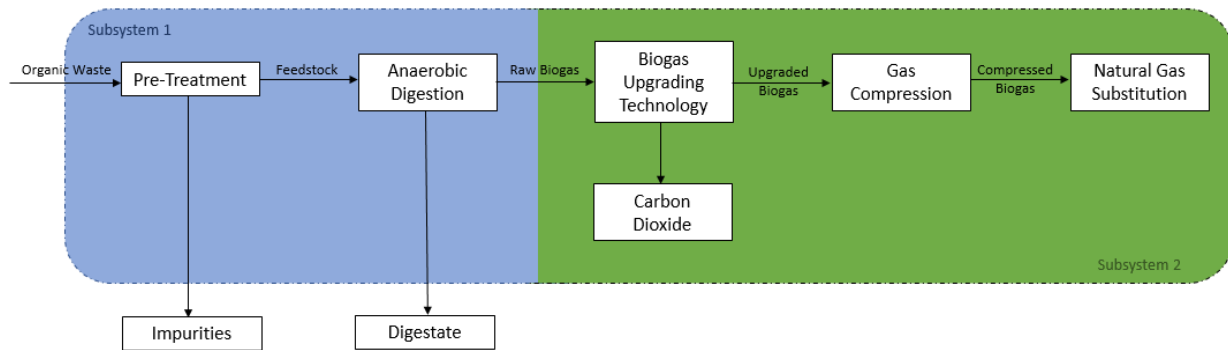 Subsystem 1
Organic Waste
Pre-Treatment
Feedstock
Anaerobic
Digestion
Raw Biogas
Biogas
Upgrading
Technology
Upgraded
Biogas
Gas
Compression
Compressed
Biogas
Natural Gas
Substitution
Carbon
Dioxide
Subsystem 2
Impurities
Digestate